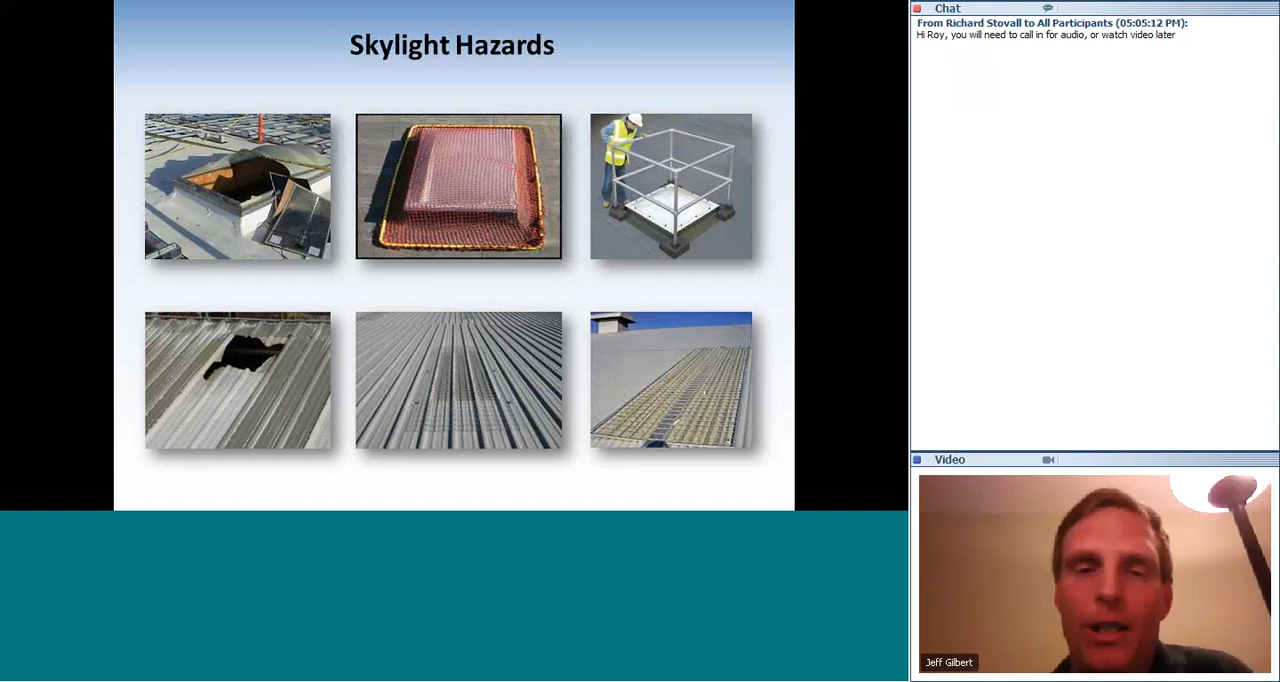 Skylight Hazards
Chat
From Richard Stovall to All Participants (05:05:12 PM):
Hi Roy, you will need to call in for audio, or watch video later
Video
Jeff Gilbert